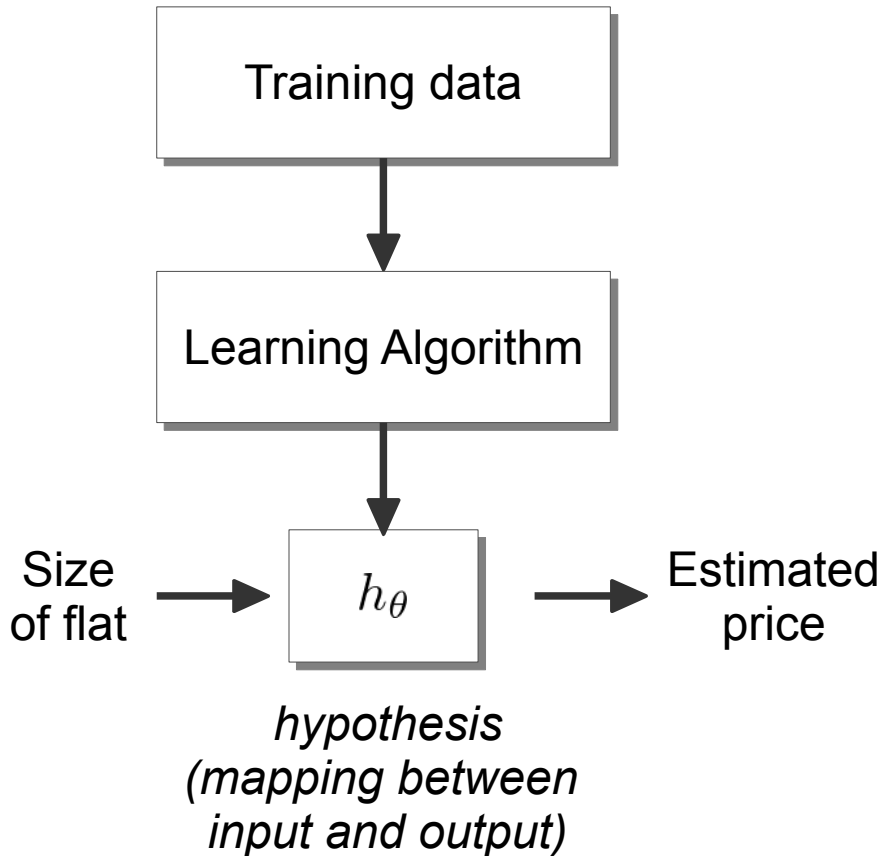 Training data
Learning Algorithm
Size
of flat
hθ
Estimated
price
hypothesis
(mapping between
input and output)